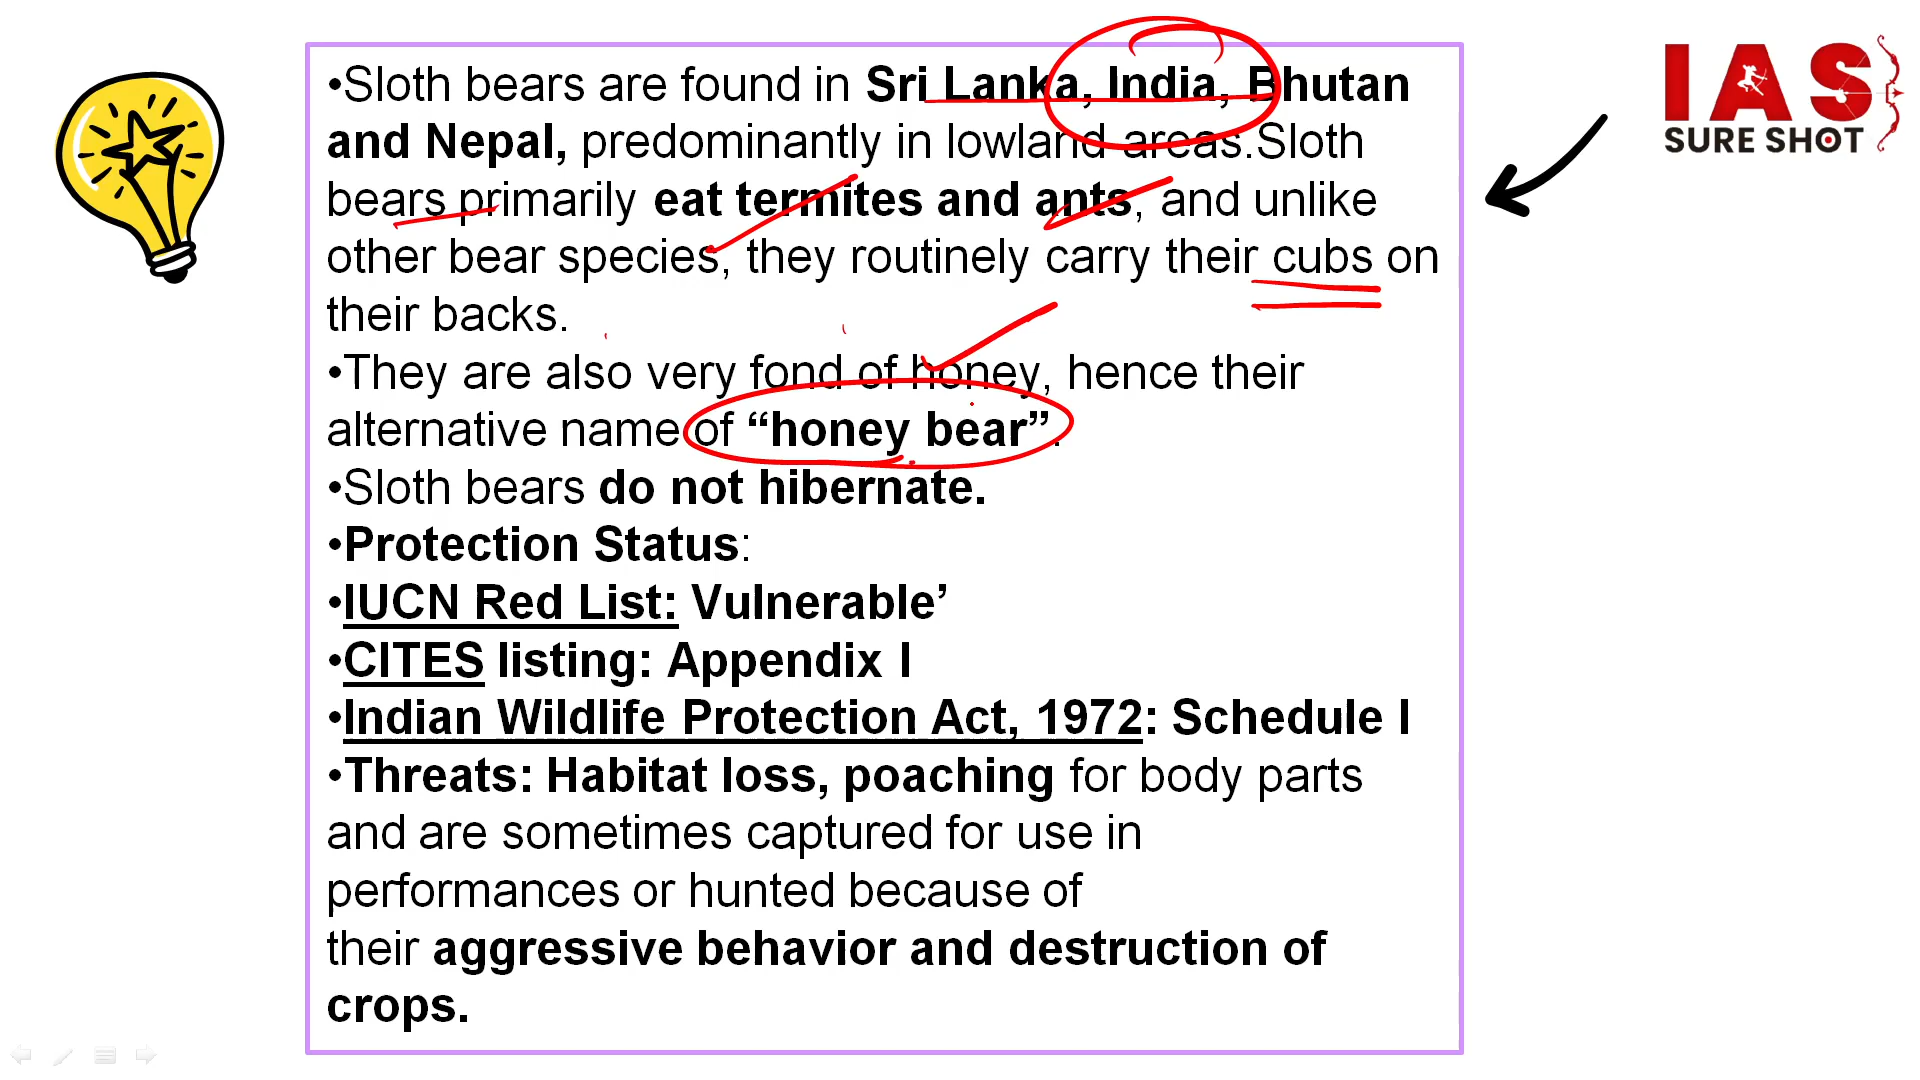 •Sloth bears are found in Sri Lanka, India, Bhutan
and Nepal, predominantly in lowland areas.Sloth
bears primarily eat termites and ants, and unlike
other bear species, they routinely carry their cubs on
their backs.
•They are also very fond of honey, hence their
alternative name of “honey bear”.
•Sloth bears do not hibernate.
•Protection Status:
•IUCN Red List: Vulnerable’
•CITES listing: Appendix I
•Indian Wildlife Protection Act, 1972: Schedule I
•Threats: Habitat loss, poaching for body parts
and are sometimes captured for use in
performances or hunted because of
their aggressive behavior and destruction of
crops.
IAS
SURE SHOT